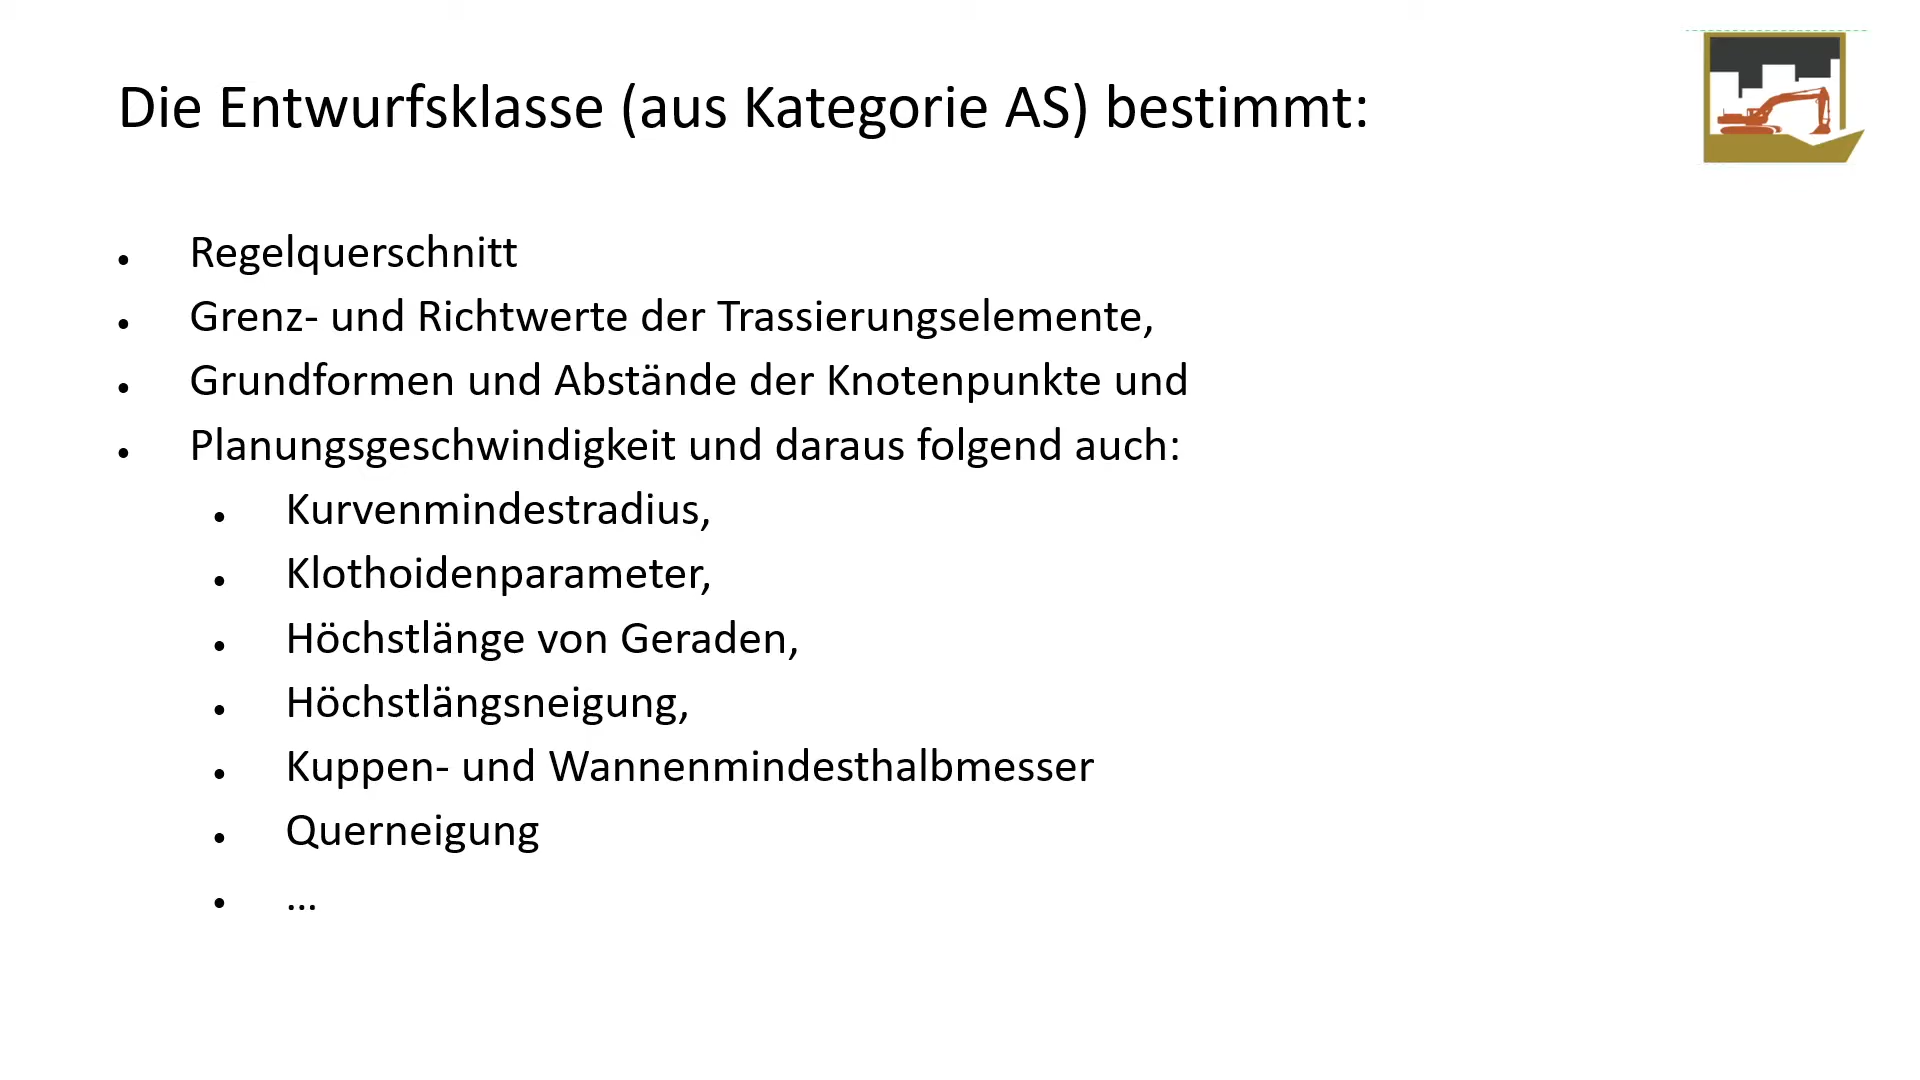 Die Entwurfsklasse (aus Kategorie AS) bestimmt:
• Regelquerschnitt
• Grenz- und Richtwerte der Trassierungselemente,
• Grundformen und Abstände der Knotenpunkte und
• Planungsgeschwindigkeit und daraus folgend auch:
• Kurvenmindestradius,
• Klothoidenparameter,
• Höchstlänge von Geraden,
• Höchstlängsneigung,
• Kuppen- und Wannenmindesthalbmesser
• Querneigung
• ...